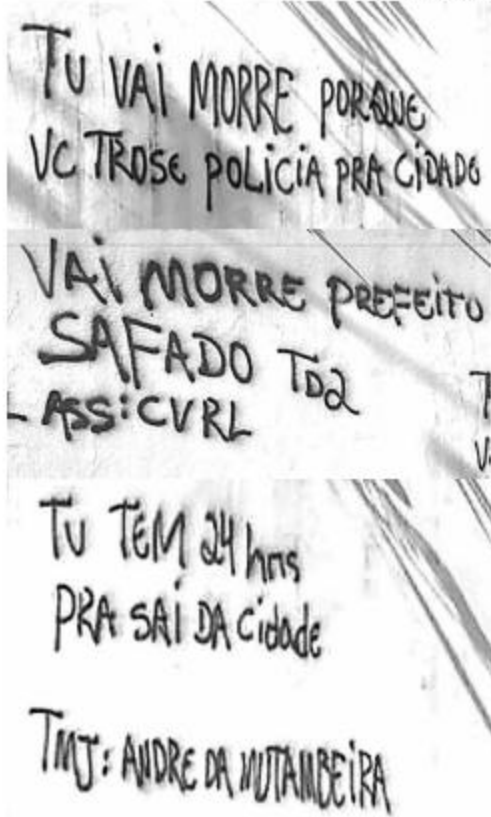 TU VAI MORRE PORQUE
VC TROSE POLICIA PRA CIDADE
VAI MORRE PREFEITO
SAFADO TD2
ASS: CVRL
TU TEM 24 hrs
PRA SAI DA Cidade
TMJ: ANDRE DA MUTAMBEIRA